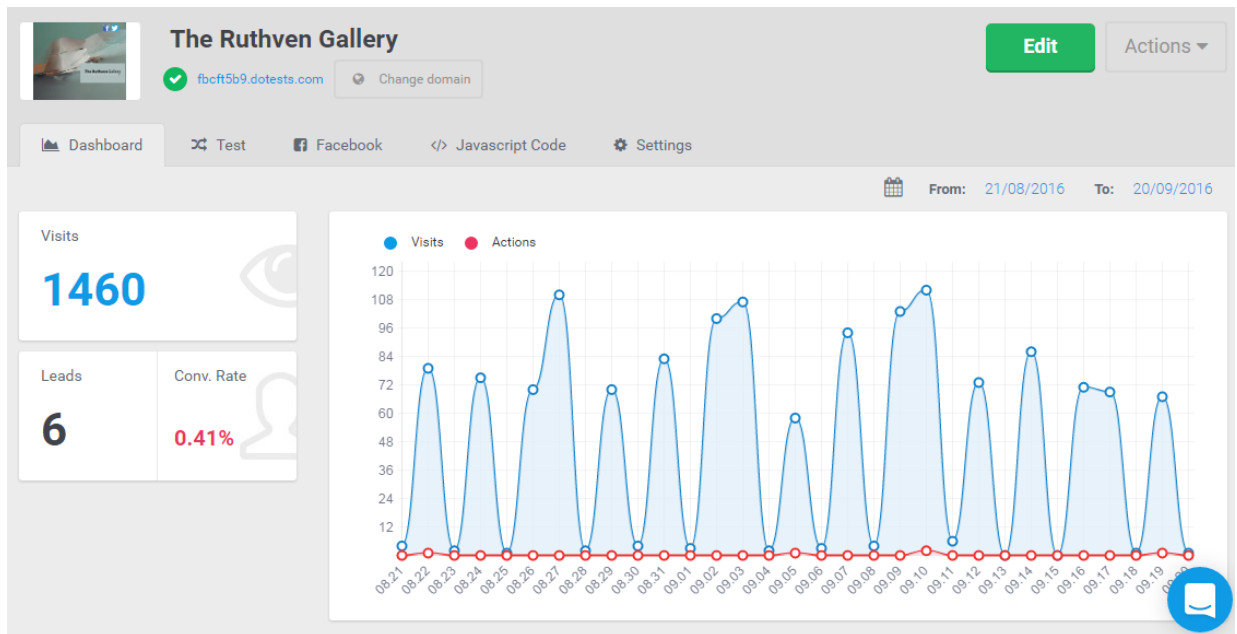 The Ruthven Gallery
The Ruthven Gallery
fbcft5b9.dotests.com
Change domain
Edit
Actions
Dashboard
Test
Facebook
</> Javascript Code
Settings
From: 21/08/2016 To: 20/09/2016
Visits
1460
Leads
6
Conv. Rate
0.41%
Visits Actions
120
108
96
84
72
60
48
36
24
12
08.21 08.22 08.23 08.24 08.25 08.26 08.27 08.28 08.29 08.30 08.31 09.01 09.02 09.03 09.04 09.05 09.06 09.07 09.08 09.09 09.10 09.11 09.12 09.13 09.14 09.15 09.16 09.17 09.18 09.19